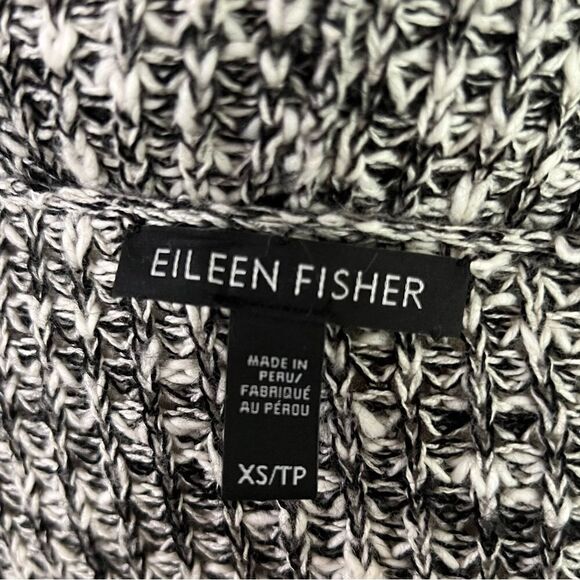 EILEEN FISHER
MADE IN
PERU/
FABRIQUÉ
AU PÉROU
XS/TP